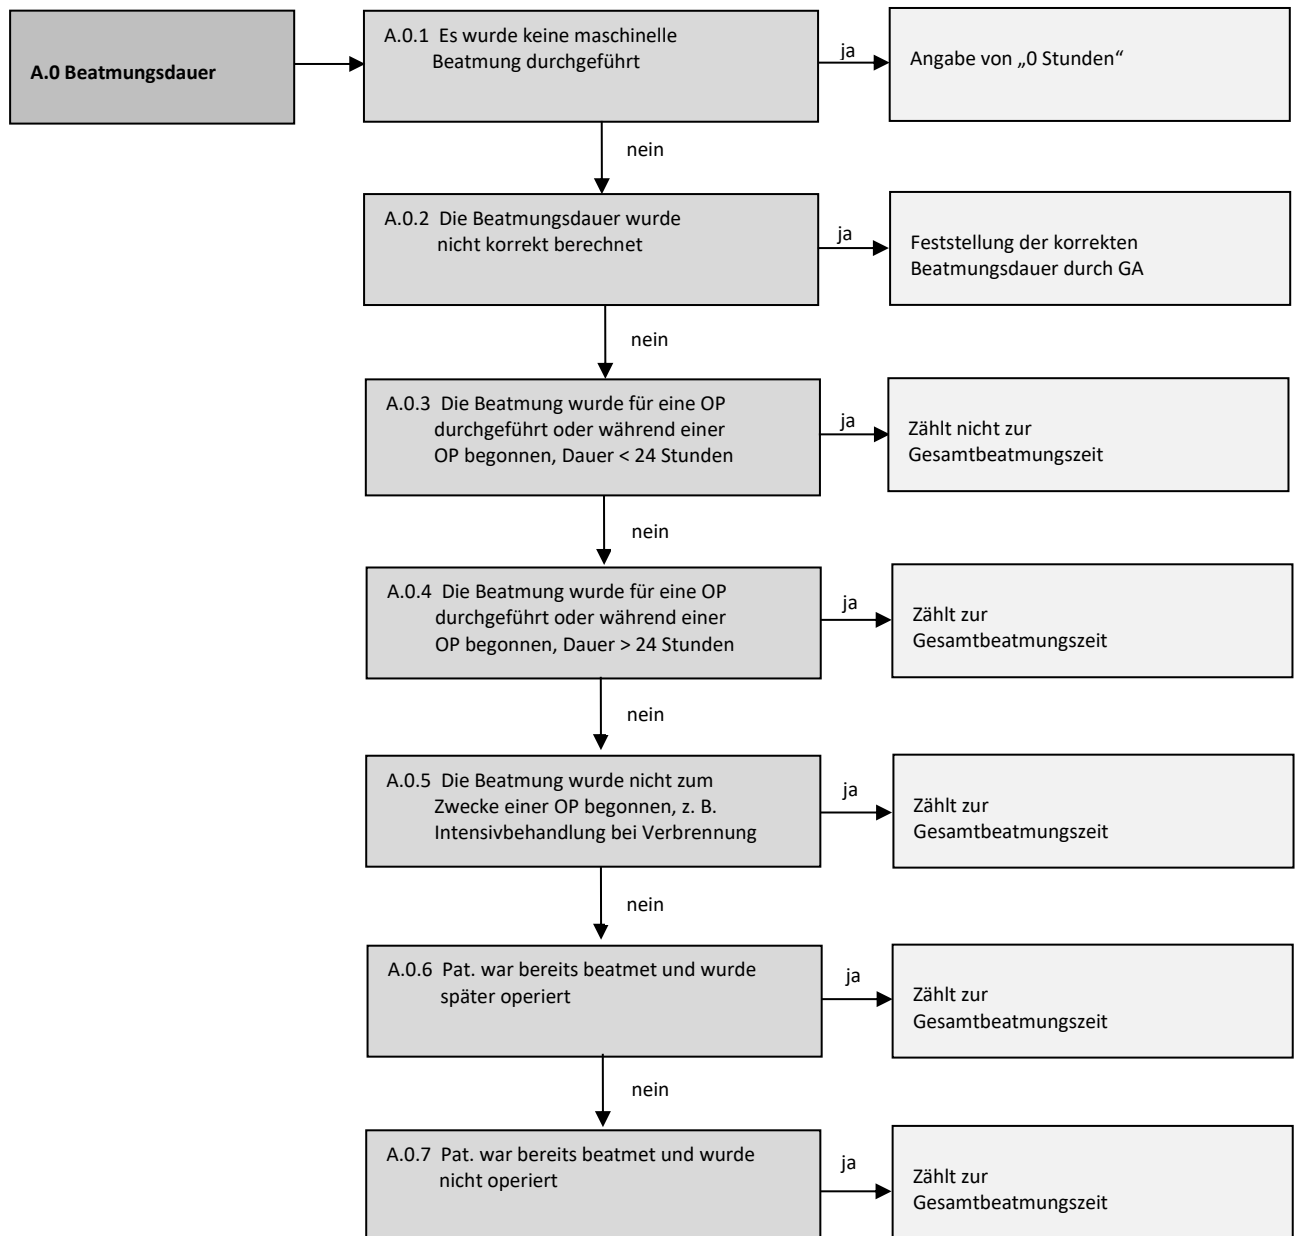 A.0 Beatmungsdauer
A.0.1 Es wurde keine maschinelle
Beatmung durchgeführt
ja
Angabe von „0 Stunden“
nein
A.0.2 Die Beatmungsdauer wurde
nicht korrekt berechnet
ja
Feststellung der korrekten
Beatmungsdauer durch GA
nein
A.0.3 Die Beatmung wurde für eine OP
durchgeführt oder während einer
OP begonnen, Dauer < 24 Stunden
ja
Zählt nicht zur
Gesamtbeatmungszeit
nein
A.0.4 Die Beatmung wurde für eine OP
durchgeführt oder während einer
OP begonnen, Dauer > 24 Stunden
ja
Zählt zur
Gesamtbeatmungszeit
nein
A.0.5 Die Beatmung wurde nicht zum
Zwecke einer OP begonnen, z. B.
Intensivbehandlung bei Verbrennung
ja
Zählt zur
Gesamtbeatmungszeit
nein
A.0.6 Pat. war bereits beatmet und wurde
später operiert
ja
Zählt zur
Gesamtbeatmungszeit
nein
A.0.7 Pat. war bereits beatmet und wurde
nicht operiert
ja
Zählt zur
Gesamtbeatmungszeit